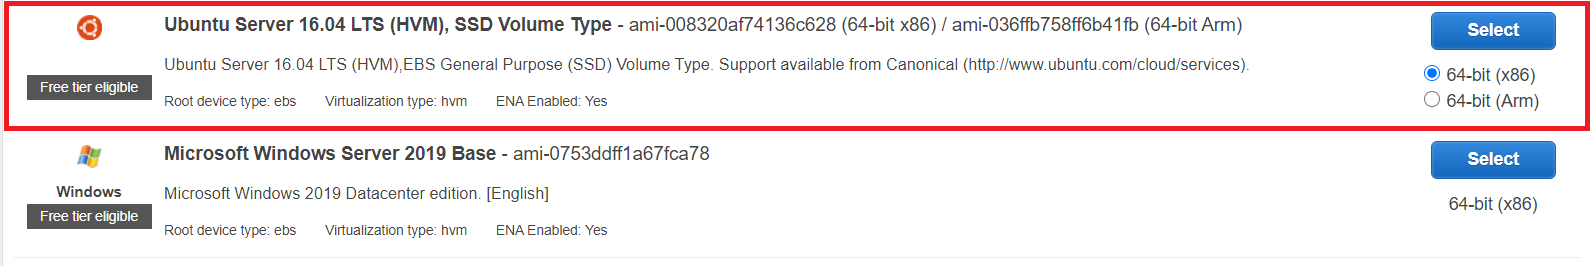 Ubuntu Server 16.04 LTS (HVM), SSD Volume Type - ami-008320af74136c628 (64-bit x86) / ami-036ffb758ff6b41fb (64-bit Arm)
Select
Ubuntu Server 16.04 LTS (HVM),EBS General Purpose (SSD) Volume Type. Support available from Canonical (http://www.ubuntu.com/cloud/services).
64-bit (x86)
Free tier eligible
Root device type: ebs Virtualization type: hvm ENA Enabled: Yes
64-bit (Arm)
Microsoft Windows Server 2019 Base - ami-0753ddff1a67fca78
Select
Windows
Microsoft Windows 2019 Datacenter edition. [English]
64-bit (x86)
Free tier eligible
Root device type: ebs Virtualization type: hvm ENA Enabled: Yes